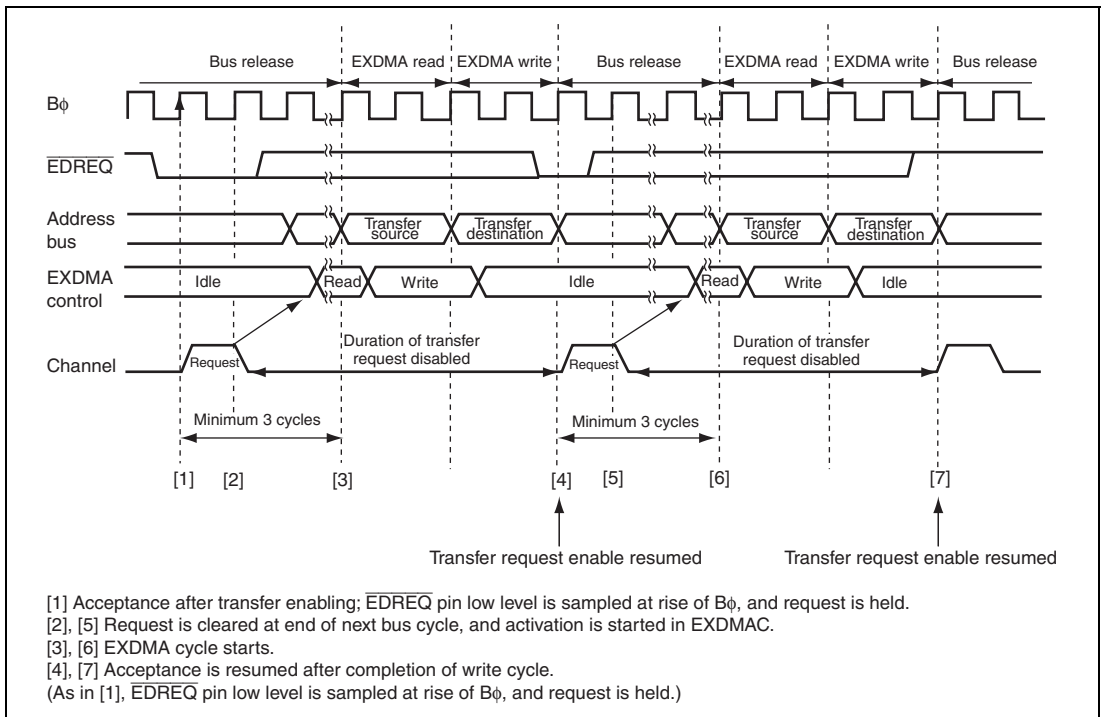 Bus release EXDMA read EXDMA write Bus release EXDMA read EXDMA write Bus release
Bϕ
EDREQ
Address bus
Transfer source Transfer destination Transfer source Transfer destination
EXDMA control
Idle Read Write Idle Read Write Idle
Channel
Request Duration of transfer request disabled Request Duration of transfer request disabled
Minimum 3 cycles Minimum 3 cycles
[1] [2] [3] [4] [5] [6] [7]
Transfer request enable resumed Transfer request enable resumed
[1] Acceptance after transfer enabling; EDREQ pin low level is sampled at rise of Bϕ, and request is held.
[2], [5] Request is cleared at end of next bus cycle, and activation is started in EXDMAC.
[3], [6] EXDMA cycle starts.
[4], [7] Acceptance is resumed after completion of write cycle.
(As in [1], EDREQ pin low level is sampled at rise of Bϕ, and request is held.)